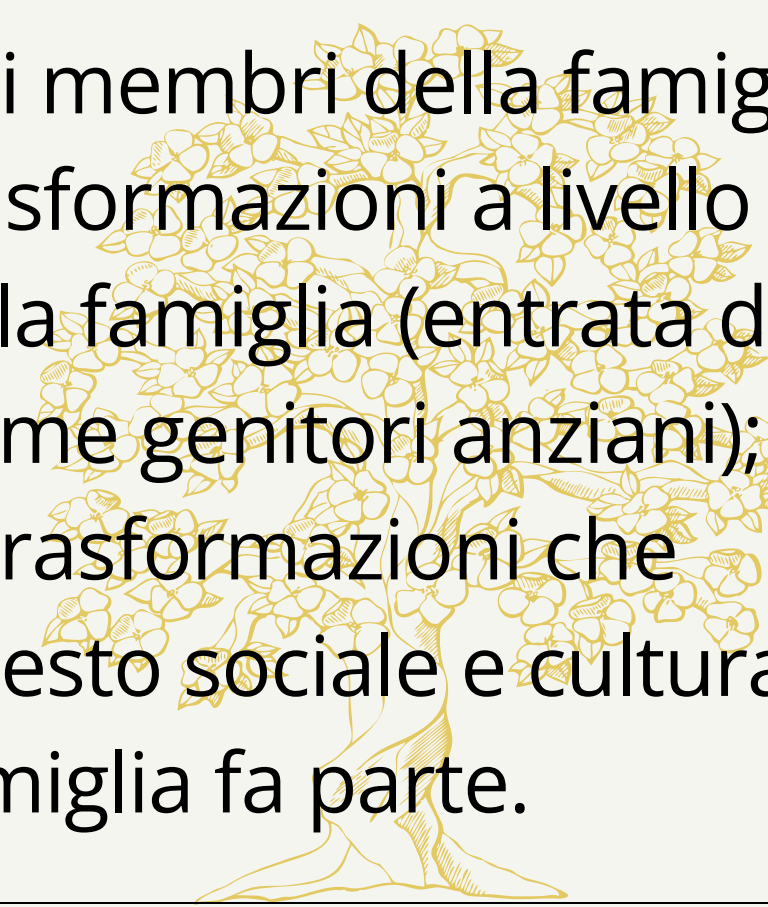 i membri della famig
sformazioni a livello
la famiglia (entrata d
me genitori anziani);
rasformazioni che
esto sociale e cultura
miglia fa parte.